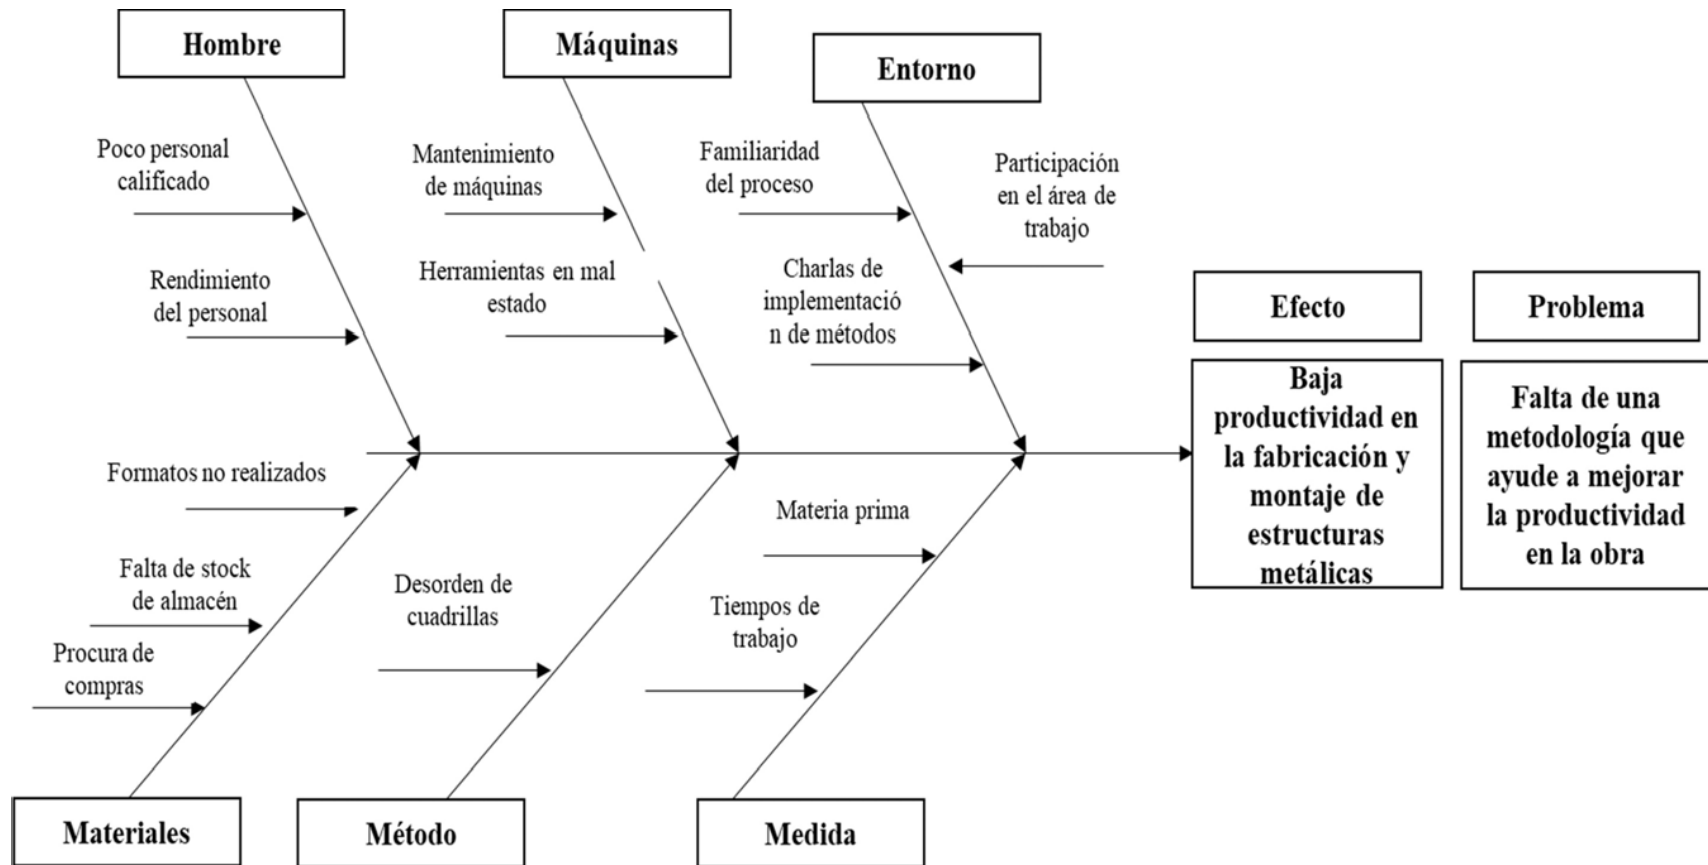 Hombre
Máquinas
Entorno
Poco personal
calificado
Rendimiento
del personal
Mantenimiento
de máquinas
Herramientas en mal
estado
Familiaridad
del proceso
Charlas de
implementació
n de métodos
Participación
en el área de
trabajo
Formatos no realizados
Falta de stock
de almacén
Procura de
compras
Desorden de
cuadrillas
Materia prima
Tiempos de
trabajo
Materiales
Método
Medida
Efecto
Baja
productividad en
la fabricación y
montaje de
estructuras
metálicas
Problema
Falta de una
metodología que
ayude a mejorar
la productividad
en la obra